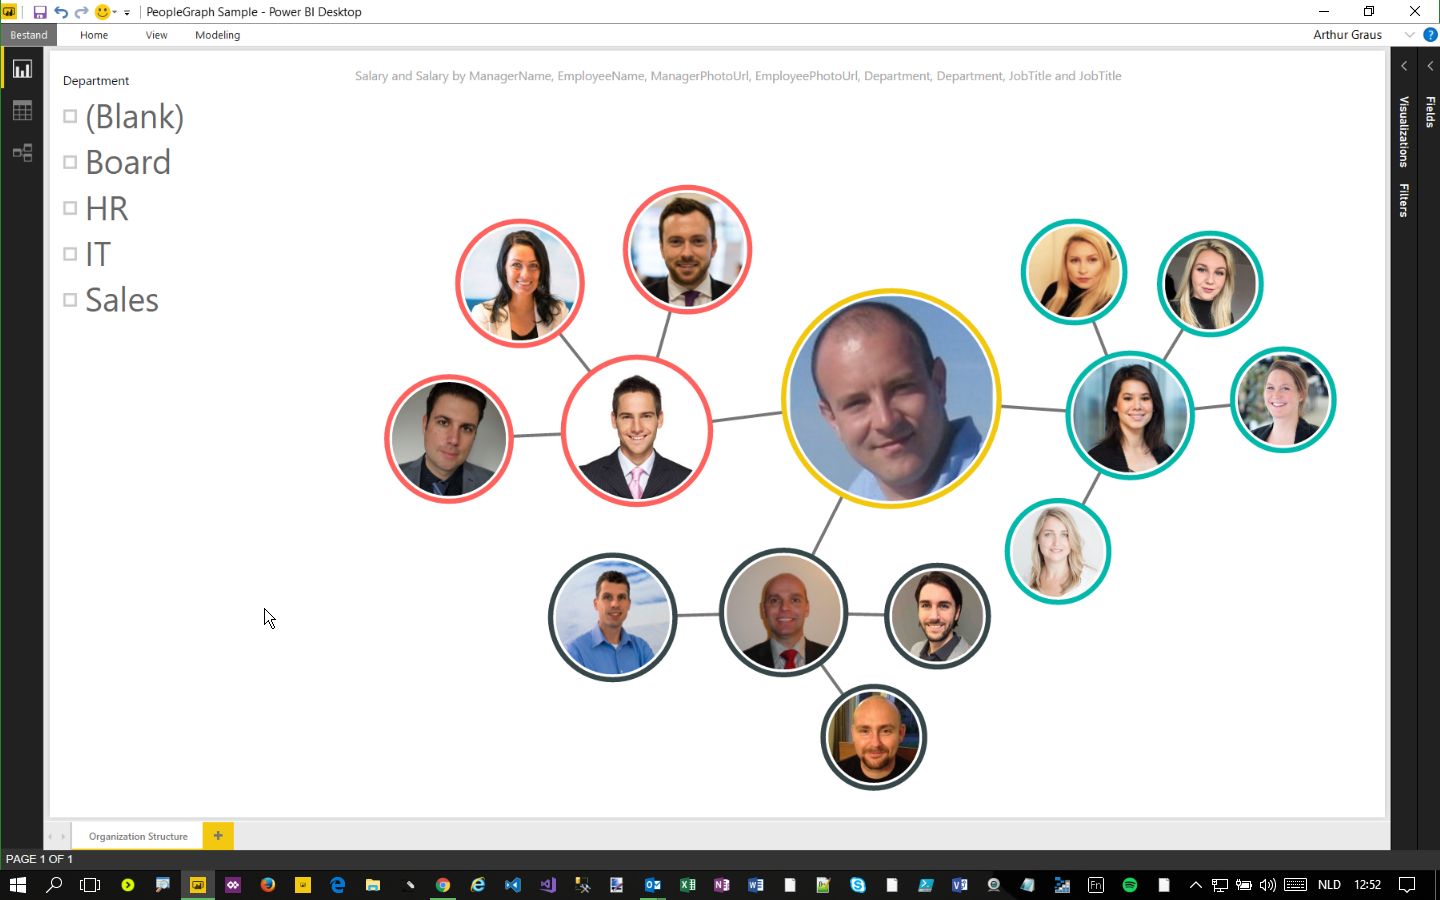 PeopleGraph Sample - Power BI Desktop
Bestand Home View Modeling Arthur Graus ?
Department
(Blank)
Board
HR
IT
Sales
Salary and Salary by ManagerName, EmployeeName, ManagerPhotoUrl, EmployeePhotoUrl, Department, Department, JobTitle and JobTitle
Visualizations
Filters
Fields
Organization Structure +
PAGE 1 OF 1
Fn NLD 12:52